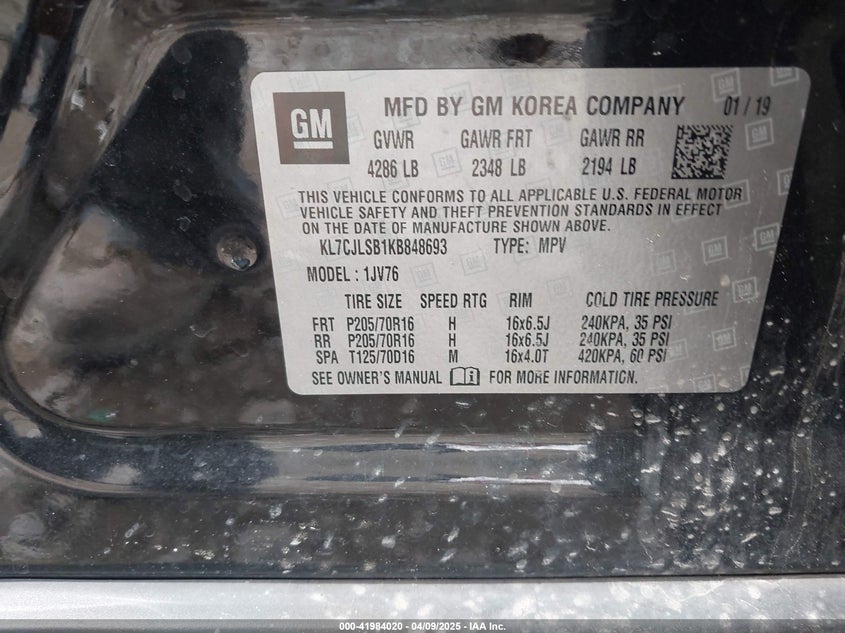 GM
MFD BY GM KOREA COMPANY 01 / 19
GVWR GAWR FRT GAWR RR
4286 LB 2348 LB 2194 LB
THIS VEHICLE CONFORMS TO ALL APPLICABLE U.S. FEDERAL MOTOR
VEHICLE SAFETY AND THEFT PREVENTION STANDARDS IN EFFECT
ON THE DATE OF MANUFACTURE SHOWN ABOVE.
KL7CJLSB1KB848693 TYPE: MPV
MODEL : 1JV76
TIRE SIZE SPEED RTG RIM COLD TIRE PRESSURE
FRT P205/70R16 H 16x6.5J 240KPA, 35 PSI
RR P205/70R16 H 16x6.5J 240KPA, 35 PSI
SPA T125/70D16 M 16x4.0T 420KPA, 60 PSI
SEE OWNER'S MANUAL FOR MORE INFORMATION.
000-41984020 - 04/09/2025 - IAA Inc.